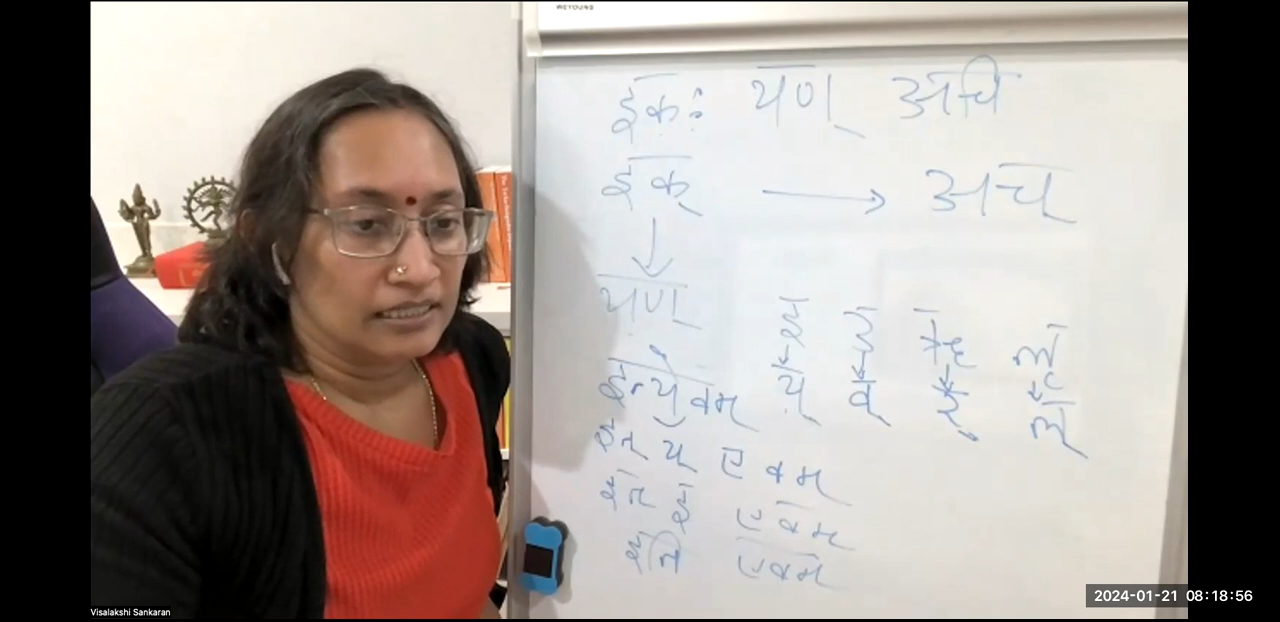 WEYOUNG
इकः यण् अचि
इक् → अच्
↓
यण्
इ उ ऋ ऌ
य् व् र् ल्
इत्येवम्
इत् य् एवम्
इत् इ एवम्
इति एवम्
Visalakshi Sankaran
2024-01-21 08:18:56